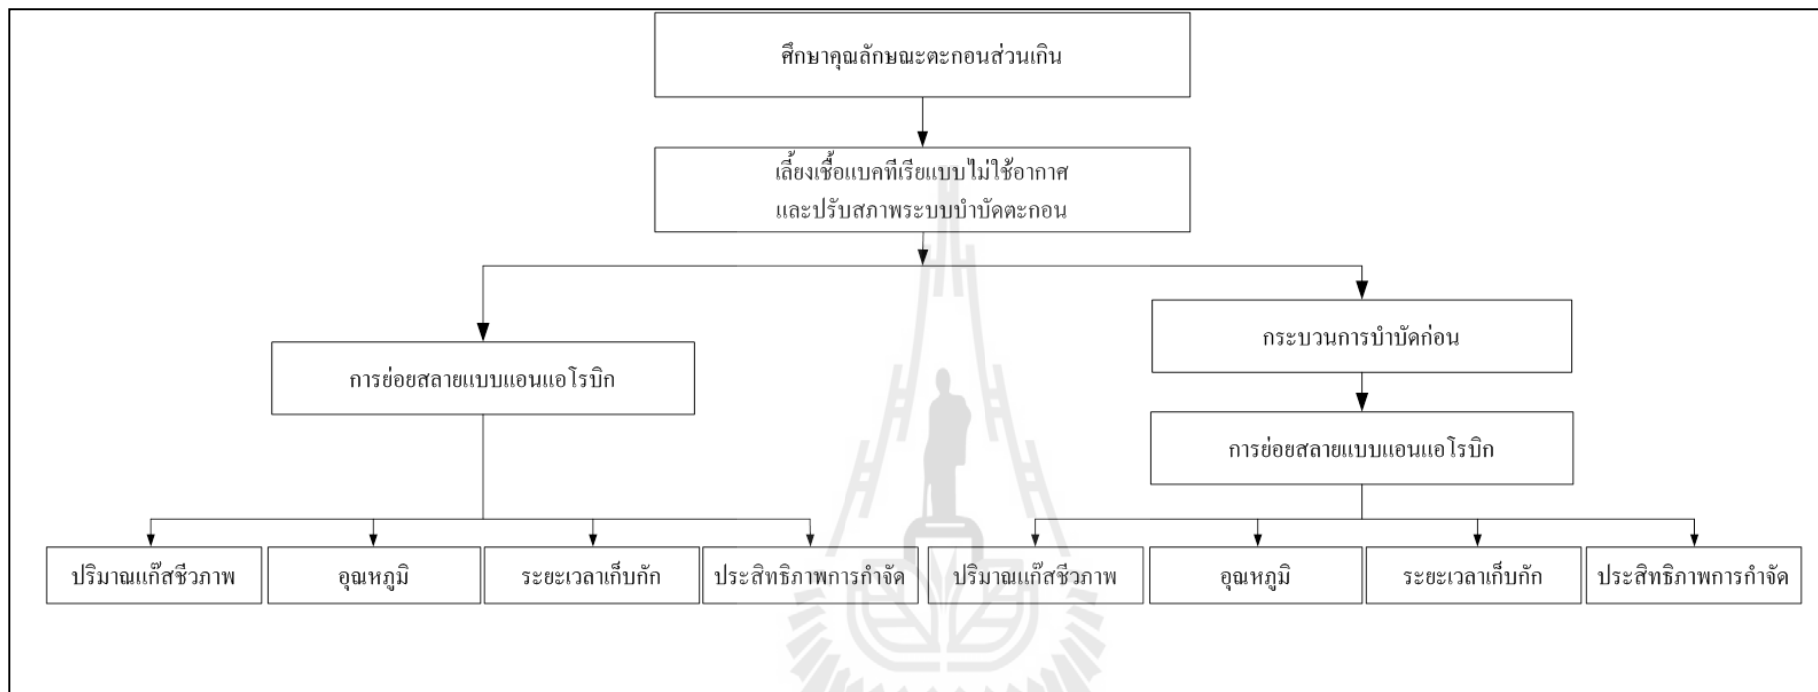 ศึกษาคุณลักษณะตะกอนส่วนเกิน
เลี้ยงเชื้อแบคทีเรียแบบไม่ใช้อากาศ
และปรับสภาพระบบบำบัดตะกอน
กระบวนการบำบัดก่อน
การย่อยสลายแบบแอนแอโรบิก
การย่อยสลายแบบแอนแอโรบิก
ปริมาณแก๊สชีวภาพ
อุณหภูมิ
ระยะเวลาเก็บกัก
ประสิทธิภาพการกำจัด
ปริมาณแก๊สชีวภาพ
อุณหภูมิ
ระยะเวลาเก็บกัก
ประสิทธิภาพการกำจัด